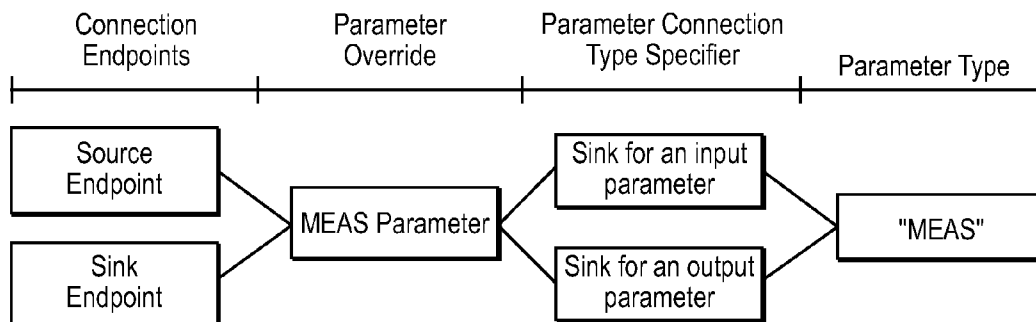 Connection
Endpoints
Parameter
Override
Parameter Connection
Type Specifier
Parameter Type
Source
Endpoint
Sink
Endpoint
MEAS Parameter
Sink for an input
parameter
Sink for an output
parameter
"MEAS"